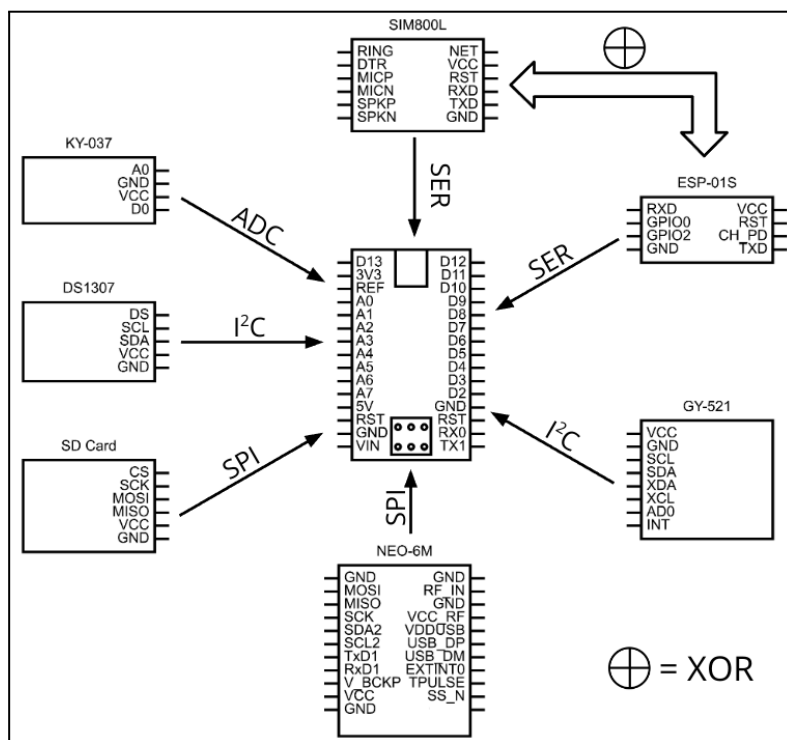 SIM800L
RING
DTR
MICP
MICN
SPKP
SPKN
NET
VCC
RST
RXD
TXD
GND
KY-037
A0
GND
VCC
D0
ADC
SER
ESP-01S
RXD
GPIO0
GPIO2
GND
VCC
RST
CH_PD
TXD
SER
DS1307
DS
SCL
SDA
VCC
GND
I²C
D13
3V3
REF
A0
A1
A2
A3
A4
A5
A6
A7
5V
RST
GND
VIN
D12
D11
D10
D9
D8
D7
D6
D5
D4
D3
D2
GND
RST
RX0
TX1
GY-521
VCC
GND
SCL
SDA
XDA
XCL
AD0
INT
I²C
SD Card
CS
SCK
MOSI
MISO
VCC
GND
SPI
SPI
NEO-6M
GND
MOSI
MISO
SCK
SDA2
SCL2
TxD1
RxD1
V_BCKP
VCC
GND
GND
RF_IN
GND
VCC_RF
VDDUSB
USB_DP
USB_DM
EXTINT0
TPULSE
SS_N
= XOR